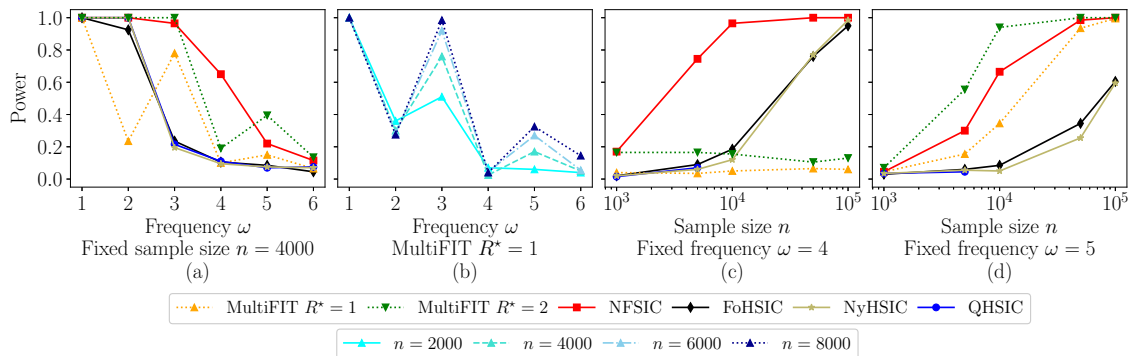 Power
1.0
0.8
0.6
0.4
0.2
0.0
1 2 3 4 5 6
Frequency ω
Fixed sample size n = 4000
(a)
1 2 3 4 5 6
Frequency ω
MultiFIT R⋆ = 1
(b)
10³ 10⁴ 10⁵
Sample size n
Fixed frequency ω = 4
(c)
10³ 10⁴ 10⁵
Sample size n
Fixed frequency ω = 5
(d)
MultiFIT R⋆ = 1 MultiFIT R⋆ = 2 NFSIC FoHSIC NyHSIC QHSIC
n = 2000 n = 4000 n = 6000 n = 8000